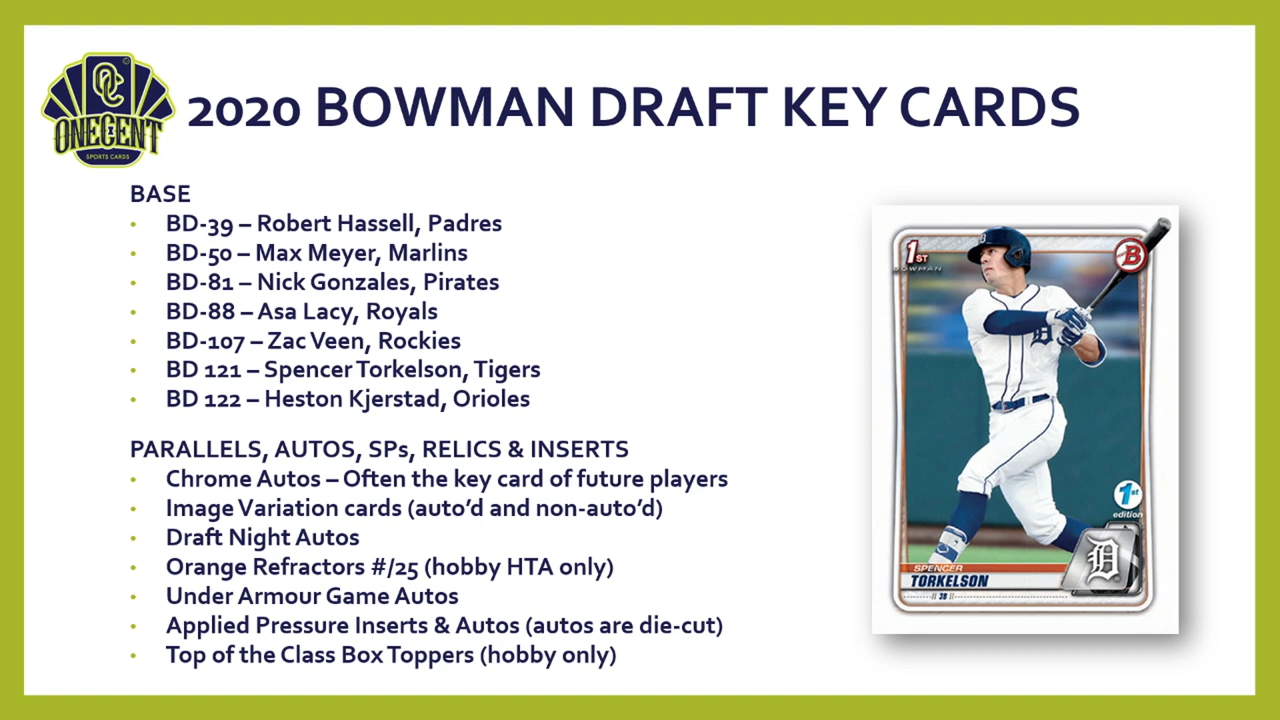 OC
ONECENT
SPORTS CARDS
2020 BOWMAN DRAFT KEY CARDS
BASE
• BD-39 – Robert Hassell, Padres
• BD-50 – Max Meyer, Marlins
• BD-81 – Nick Gonzales, Pirates
• BD-88 – Asa Lacy, Royals
• BD-107 – Zac Veen, Rockies
• BD 121 – Spencer Torkelson, Tigers
• BD 122 – Heston Kjerstad, Orioles
PARALLELS, AUTOS, SPs, RELICS & INSERTS
• Chrome Autos – Often the key card of future players
• Image Variation cards (auto’d and non-auto’d)
• Draft Night Autos
• Orange Refractors #/25 (hobby HTA only)
• Under Armour Game Autos
• Applied Pressure Inserts & Autos (autos are die-cut)
• Top of the Class Box Toppers (hobby only)
1ST
BOWMAN
B
D
D
1st
edition
D
SPENCER
TORKELSON
3B